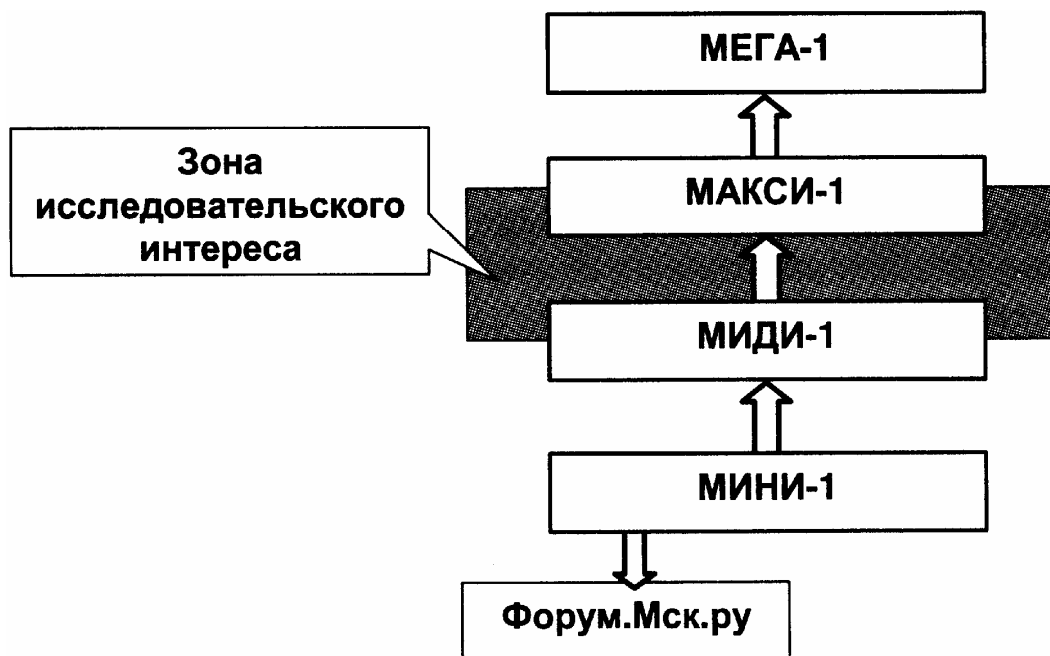 МЕГА-1
Зона
исследовательского
интереса
МАКСИ-1
МИДИ-1
МИНИ-1
Форум.Мск.ру